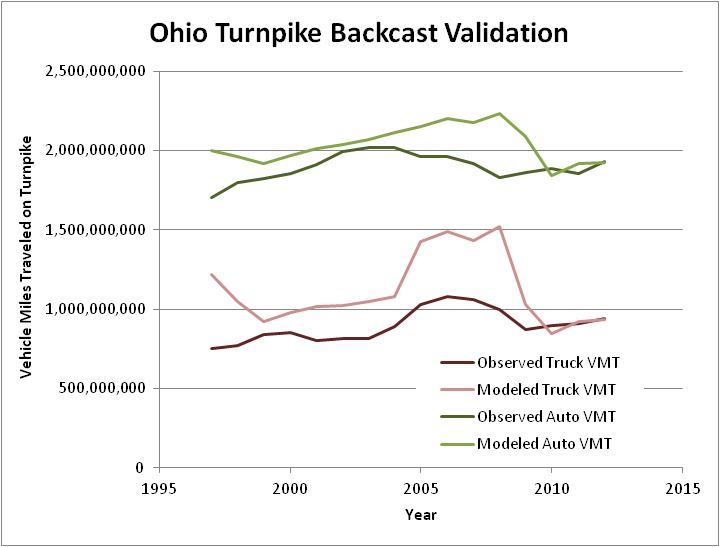 Ohio Turnpike Backcast Validation
Vehicle Miles Traveled on Turnpike
2,500,000,000
2,000,000,000
1,500,000,000
1,000,000,000
500,000,000
0
Observed Truck VMT
Modeled Truck VMT
Observed Auto VMT
Modeled Auto VMT
1995 2000 2005 2010 2015
Year